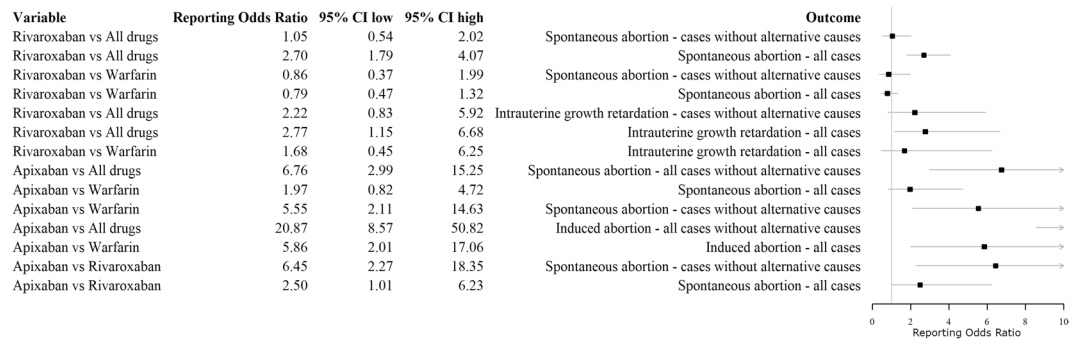 Variable Reporting Odds Ratio 95% CI low 95% CI high Outcome
Rivaroxaban vs All drugs 1.05 0.54 2.02 Spontaneous abortion - cases without alternative causes
Rivaroxaban vs All drugs 2.70 1.79 4.07 Spontaneous abortion - all cases
Rivaroxaban vs Warfarin 0.86 0.37 1.99 Spontaneous abortion - cases without alternative causes
Rivaroxaban vs Warfarin 0.79 0.47 1.32 Spontaneous abortion - all cases
Rivaroxaban vs All drugs 2.22 0.83 5.92 Intrauterine growth retardation - cases without alternative causes
Rivaroxaban vs All drugs 2.77 1.15 6.68 Intrauterine growth retardation - all cases
Rivaroxaban vs Warfarin 1.68 0.45 6.25 Intrauterine growth retardation - all cases
Apixaban vs All drugs 6.76 2.99 15.25 Spontaneous abortion - all cases without alternative causes
Apixaban vs Warfarin 1.97 0.82 4.72 Spontaneous abortion - all cases
Apixaban vs Warfarin 5.55 2.11 14.63 Spontaneous abortion - cases without alternative causes
Apixaban vs All drugs 20.87 8.57 50.82 Induced abortion - all cases without alternative causes
Apixaban vs Warfarin 5.86 2.01 17.06 Induced abortion - all cases
Apixaban vs Rivaroxaban 6.45 2.27 18.35 Spontaneous abortion - cases without alternative causes
Apixaban vs Rivaroxaban 2.50 1.01 6.23 Spontaneous abortion - all cases
0 2 4 6 8 10
Reporting Odds Ratio